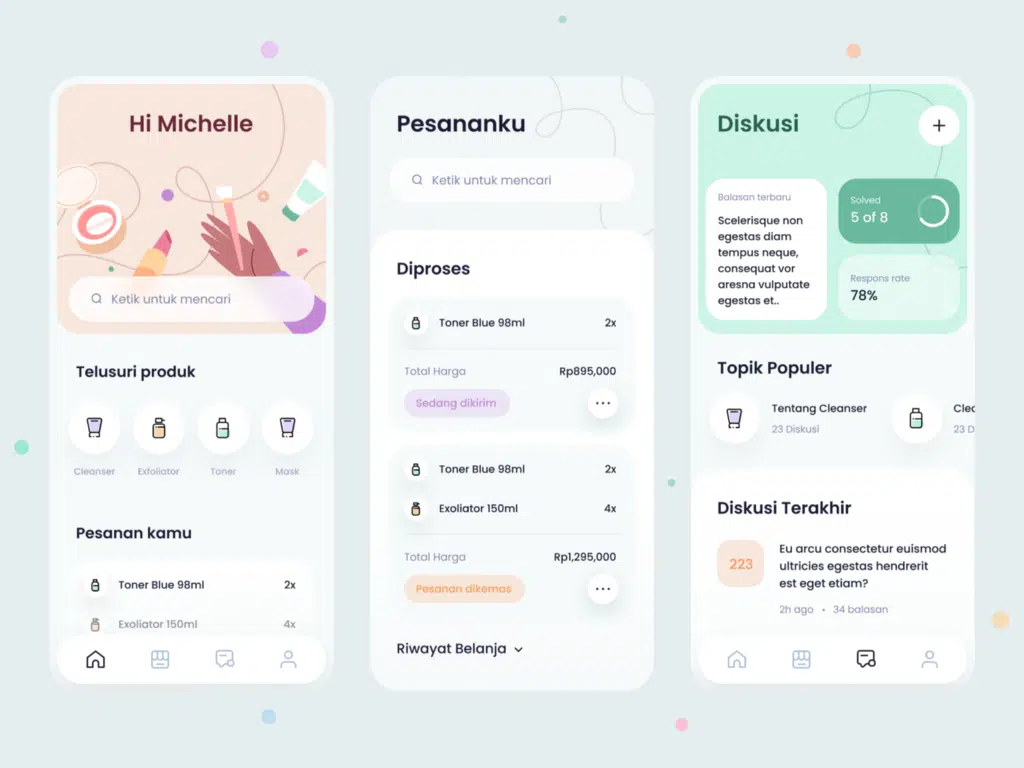 Hi Michelle
Ketik untuk mencari
Telusuri produk
Cleanser
Exfoliator
Toner
Mask
Pesanan kamu
Toner Blue 98ml
2x
Exoliator 150ml
4x
Pesananku
Ketik untuk mencari
Diproses
Toner Blue 98ml
2x
Total Harga
Rp895,000
Sedang dikirim
Toner Blue 98ml
2x
Exoliator 150ml
4x
Total Harga
Rp1,295,000
Pesanan dikemas
Riwayat Belanja
Diskusi
Balasan terbaru
Scelerisque non
egestas diam
tempus neque,
consequat vor
aresna vulputate
egestas et..
Solved
5 of 8
Respons rate
78%
Topik Populer
Tentang Cleanser
23 Diskusi
Clec
23 D
Diskusi Terakhir
223
Eu arcu consectetur euismod
ultricies egestas hendrerit
est eget etiam?
2h ago • 34 balasan